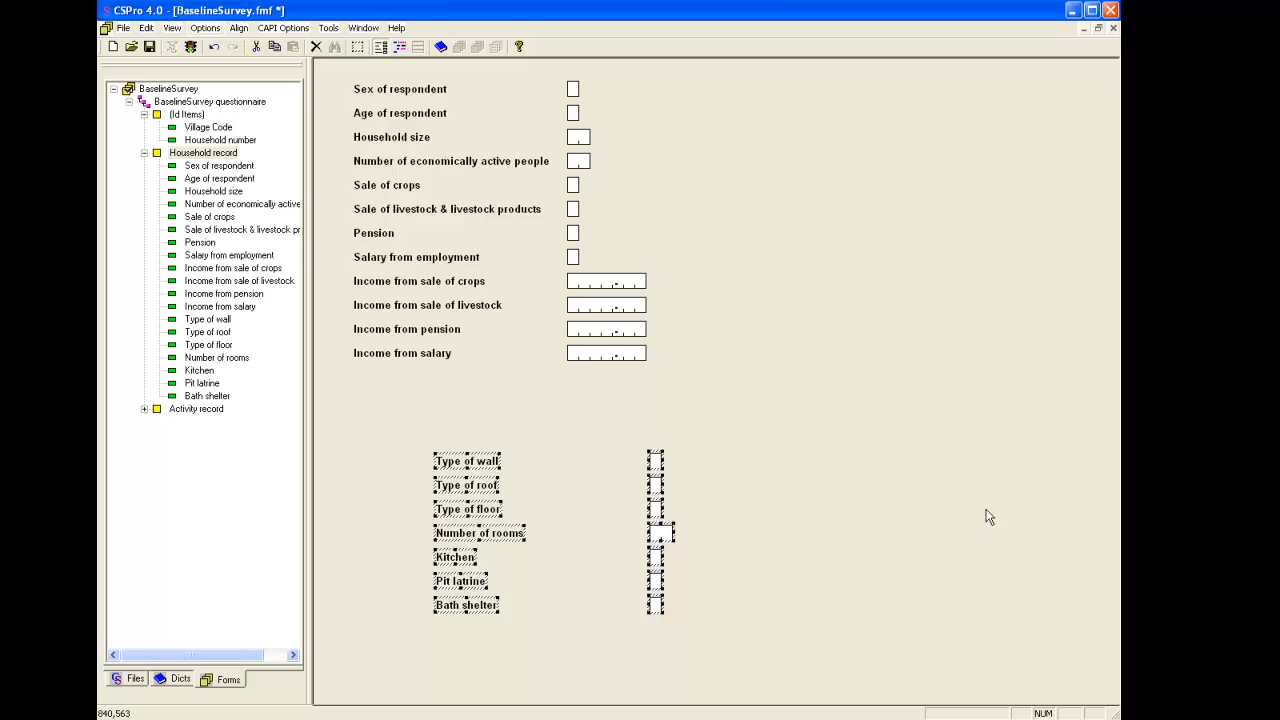 CSPro 4.0 - [BaselineSurvey.fmf *]
File Edit View Options Align CAPI Options Tools Window Help
BaselineSurvey
BaselineSurvey questionnaire
(Id Items)
Village Code
Household number
Household record
Sex of respondent
Age of respondent
Household size
Number of economically active
Sale of crops
Sale of livestock & livestock pr
Pension
Salary from employment
Income from sale of crops
Income from sale of livestock
Income from pension
Income from salary
Type of wall
Type of roof
Type of floor
Number of rooms
Kitchen
Pit latrine
Bath shelter
Activity record
Files Dicts Forms
Sex of respondent
Age of respondent
Household size
Number of economically active people
Sale of crops
Sale of livestock & livestock products
Pension
Salary from employment
Income from sale of crops
Income from sale of livestock
Income from pension
Income from salary
Type of wall
Type of roof
Type of floor
Number of rooms
Kitchen
Pit latrine
Bath shelter
840,563 NUM